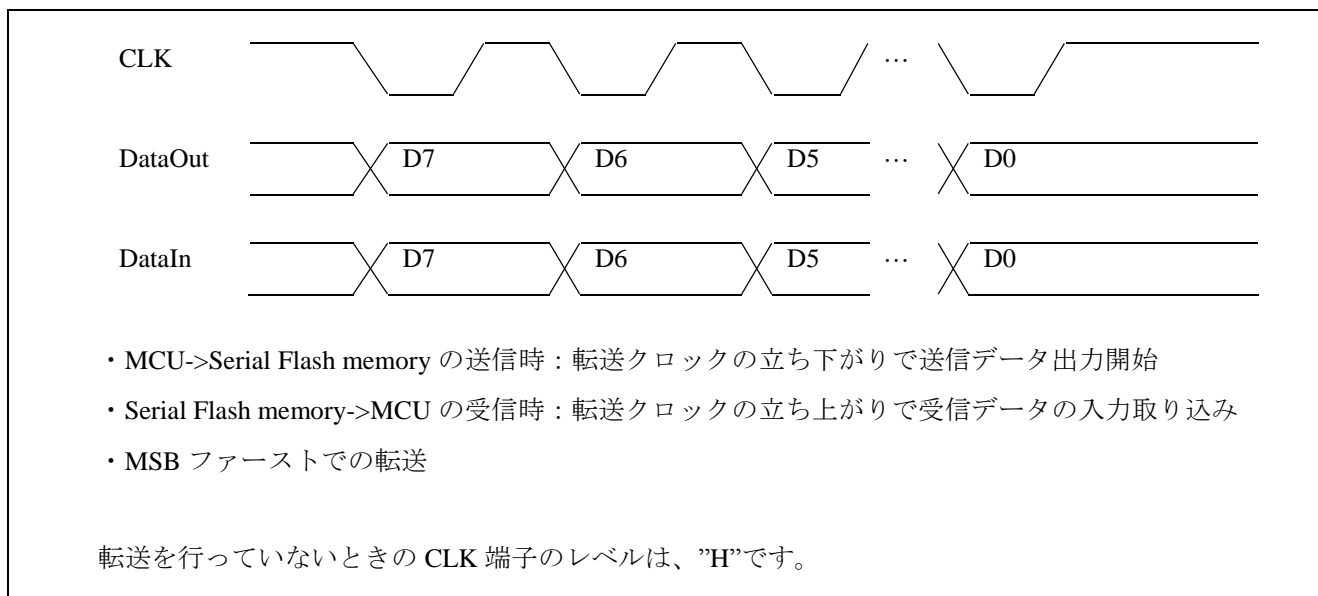 CLK …
DataOut D7 D6 D5 … D0
DataIn D7 D6 D5 … D0
・MCU->Serial Flash memory の送信時:転送クロックの立ち下がりで送信データ出力開始
・Serial Flash memory->MCU の受信時:転送クロックの立ち上がりで受信データの入力取り込み
・MSB ファーストでの転送
転送を行っていないときの CLK 端子のレベルは、”H”です。